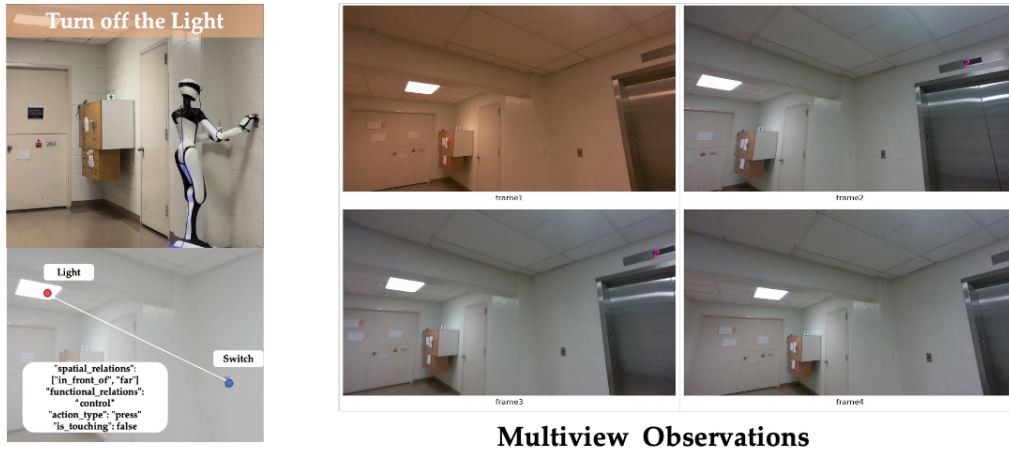 Turn off the Light
Light
Switch
"spatial_relations":
["in_front_of", "far"]
"functional_relations":
"control"
"action_type": "press"
"is_touching": false
frame1
frame2
frame3
frame4
Multiview Observations